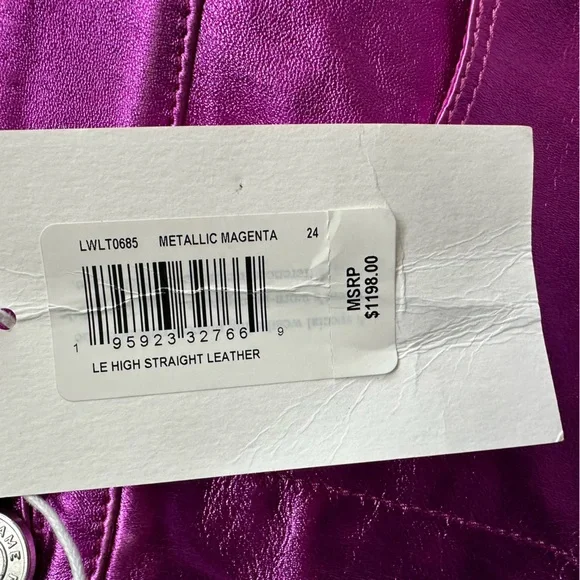 LWLT0685 METALLIC MAGENTA 24
1 95923 32766 9
LE HIGH STRAIGHT LEATHER
MSRP
$1198.00